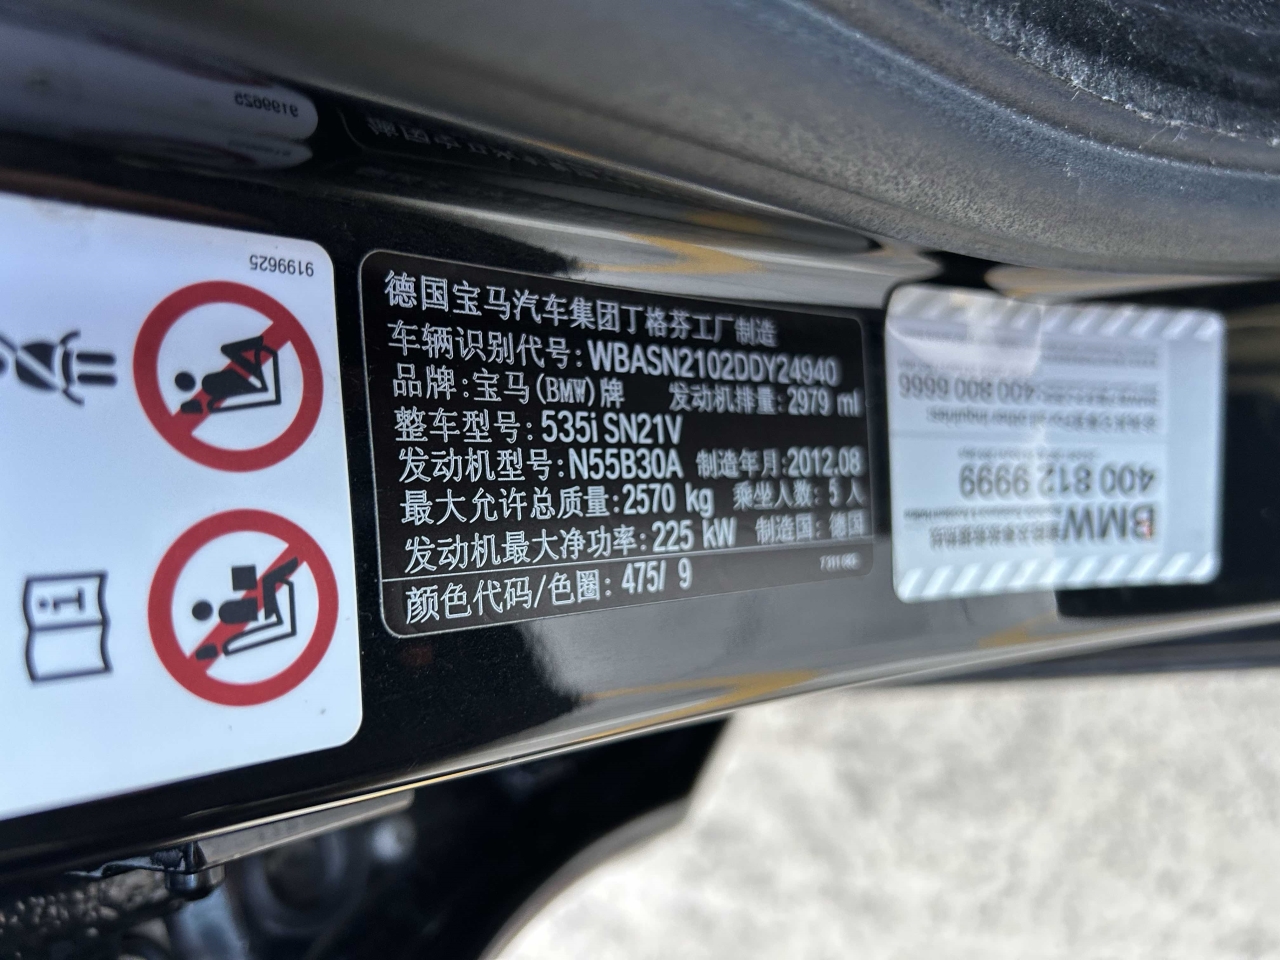 9199625
德国宝马汽车集团丁格芬工厂制造
车辆识别代号:WBASN2102DDY24940
品牌:宝马(BMW)牌 发动机排量:2979 ml
整车型号:535i SN21V
发动机型号:N55B30A 制造年月:2012.08
最大允许总质量:2570 kg 乘坐人数: 5 人
发动机最大净功率:225 kW 制造国: 德国
颜色代码/色圈: 475/ 9
BMW
400 812 9999
400 800 6666